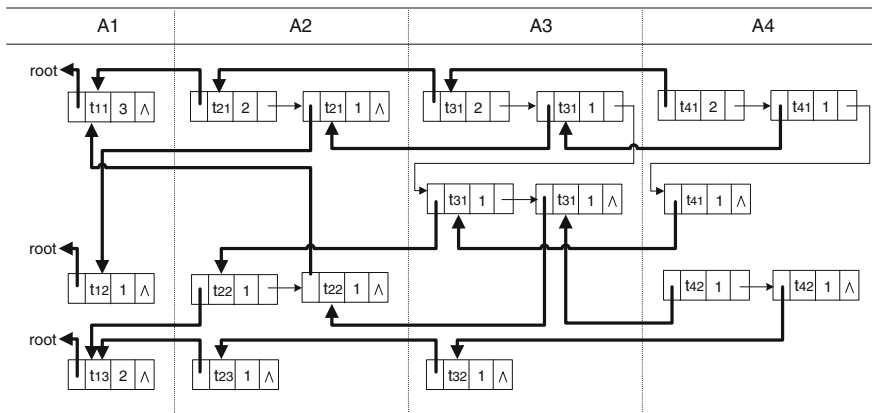 A1 A2 A3 A4
root
t11 3 ∧ t21 2 t21 1 ∧ t31 2 t31 1 t41 2 t41 1
t31 1 t31 1 ∧ t41 1 ∧
root
t12 1 ∧ t22 1 t22 1 ∧ t42 1 t42 1 ∧
root
t13 2 ∧ t23 1 ∧ t32 1 ∧